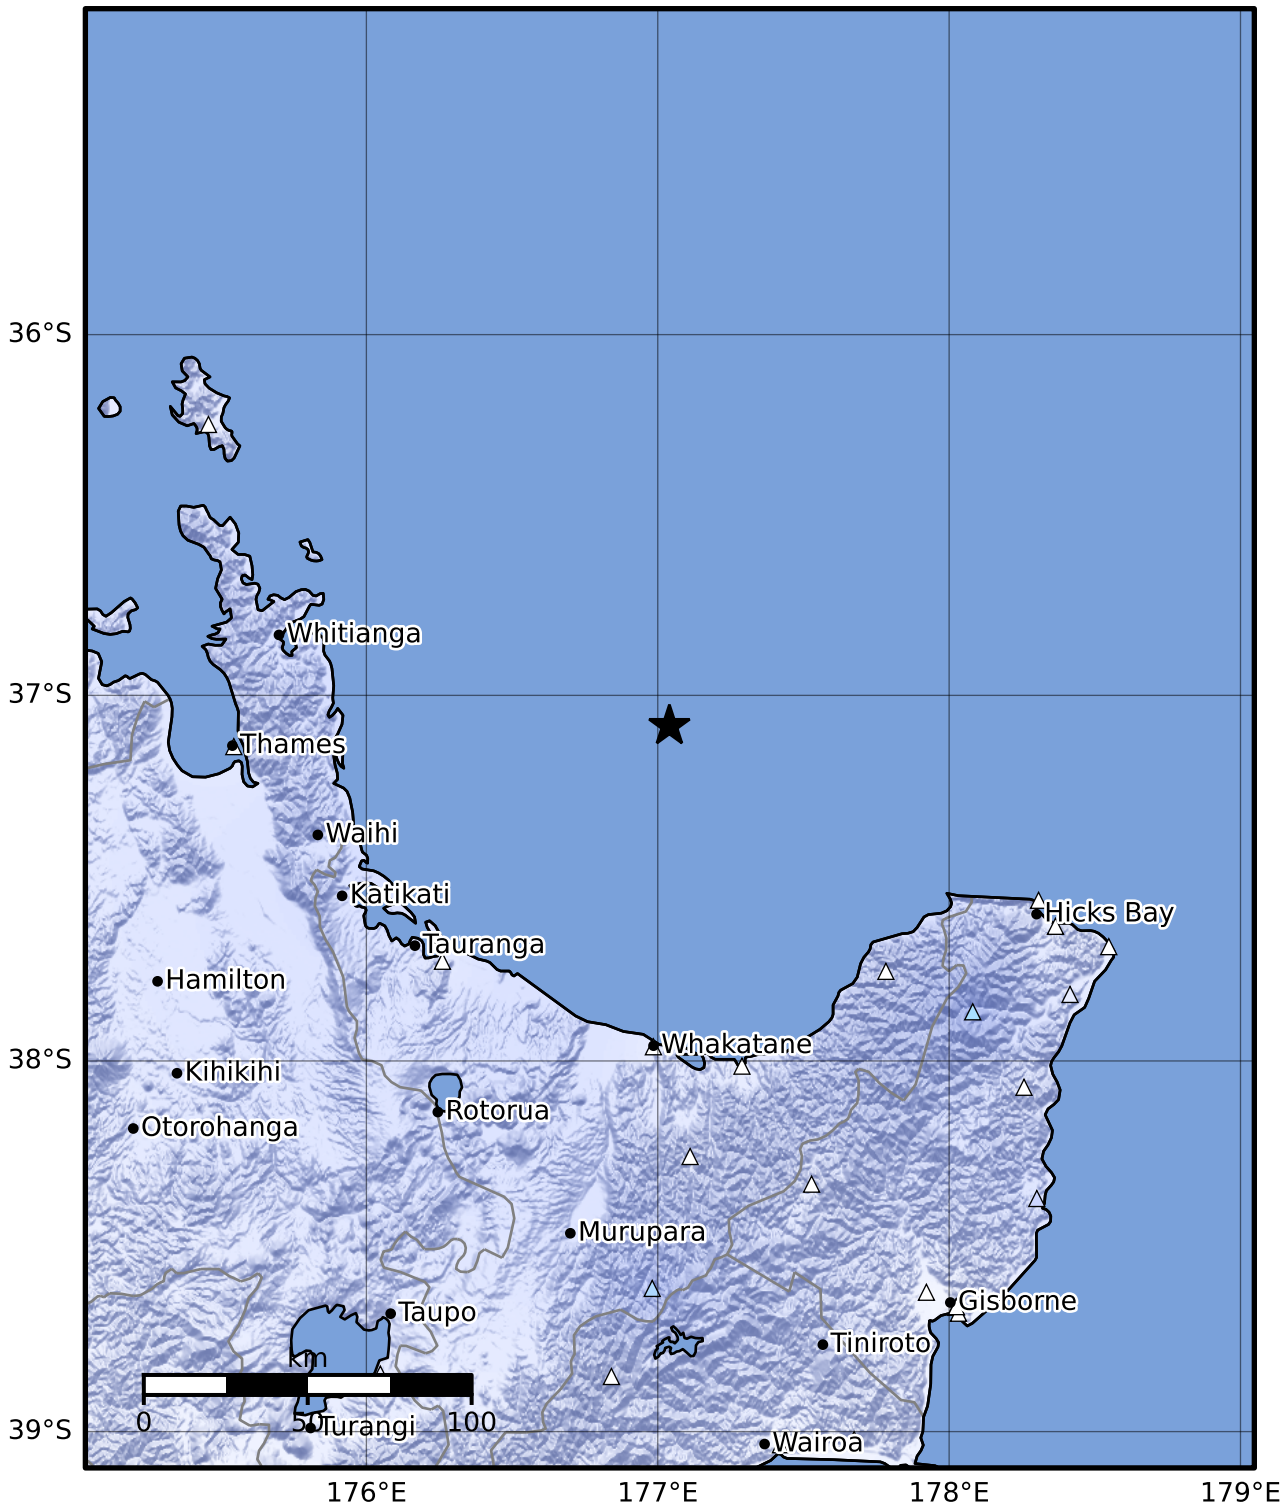 36°S
Whitianga
37°S
Thames
Waihi
Katikati
Hicks Bay
Tauranga
Hamilton
Whakatane
38°S
Kihikihi
Rotorua
Otorohanga
Murupara
Gisborne
Taupo
Tiniroto
km
0 50 100
Turangi
39°S
Wairoa
176°E 177°E 178°E 179°E